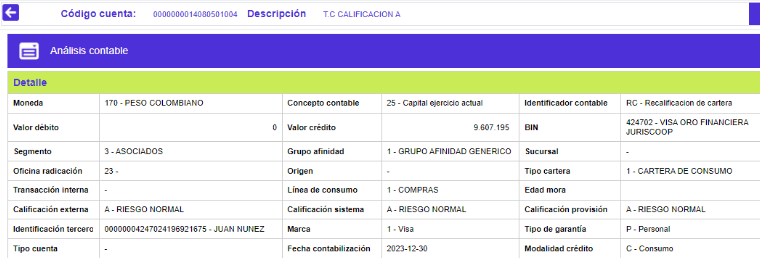 Código cuenta: 0000000014080501004 Descripción T.C CALIFICACION A
Análisis contable
Detalle
Moneda 170 - PESO COLOMBIANO Concepto contable 25 - Capital ejercicio actual Identificador contable RC - Recalificacion de cartera
Valor débito 0 Valor crédito 9.607.195 BIN 424702 - VISA ORO FINANCIERA JURISCOOP
Segmento 3 - ASOCIADOS Grupo afinidad 1 - GRUPO AFINIDAD GENERICO Sucursal -
Oficina radicación 23 - Origen - Tipo cartera 1 - CARTERA DE CONSUMO
Transacción interna - Línea de consumo 1 - COMPRAS Edad mora
Calificación externa A - RIESGO NORMAL Calificación sistema A - RIESGO NORMAL Calificación provisión A - RIESGO NORMAL
Identificación tercero 00000004247024196921675 - JUAN NUNEZ Marca 1 - Visa Tipo de garantía P - Personal
Tipo cuenta - Fecha contabilización 2023-12-30 Modalidad crédito C - Consumo